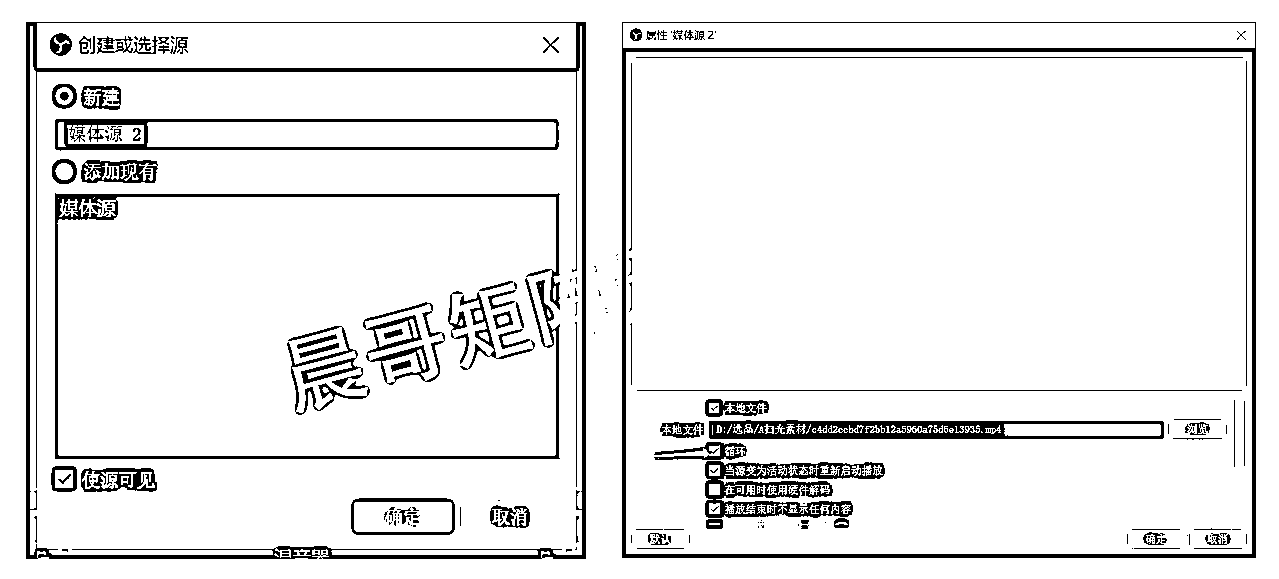 创建或选择源
新建
媒体源 2
添加现有
媒体源
晨哥矩阵
使源可见
确定
取消
混音器
属性 '媒体源 2'
本地文件
本地文件
D:/选品/A扫光素材/c4dd2ccbd7f2bb12a5960a75d6e13935.mp4
浏览
循环
当源变为活动状态时重新启动播放
在可用时使用硬件解码
播放结束时不显示任何内容
默认
确定
取消